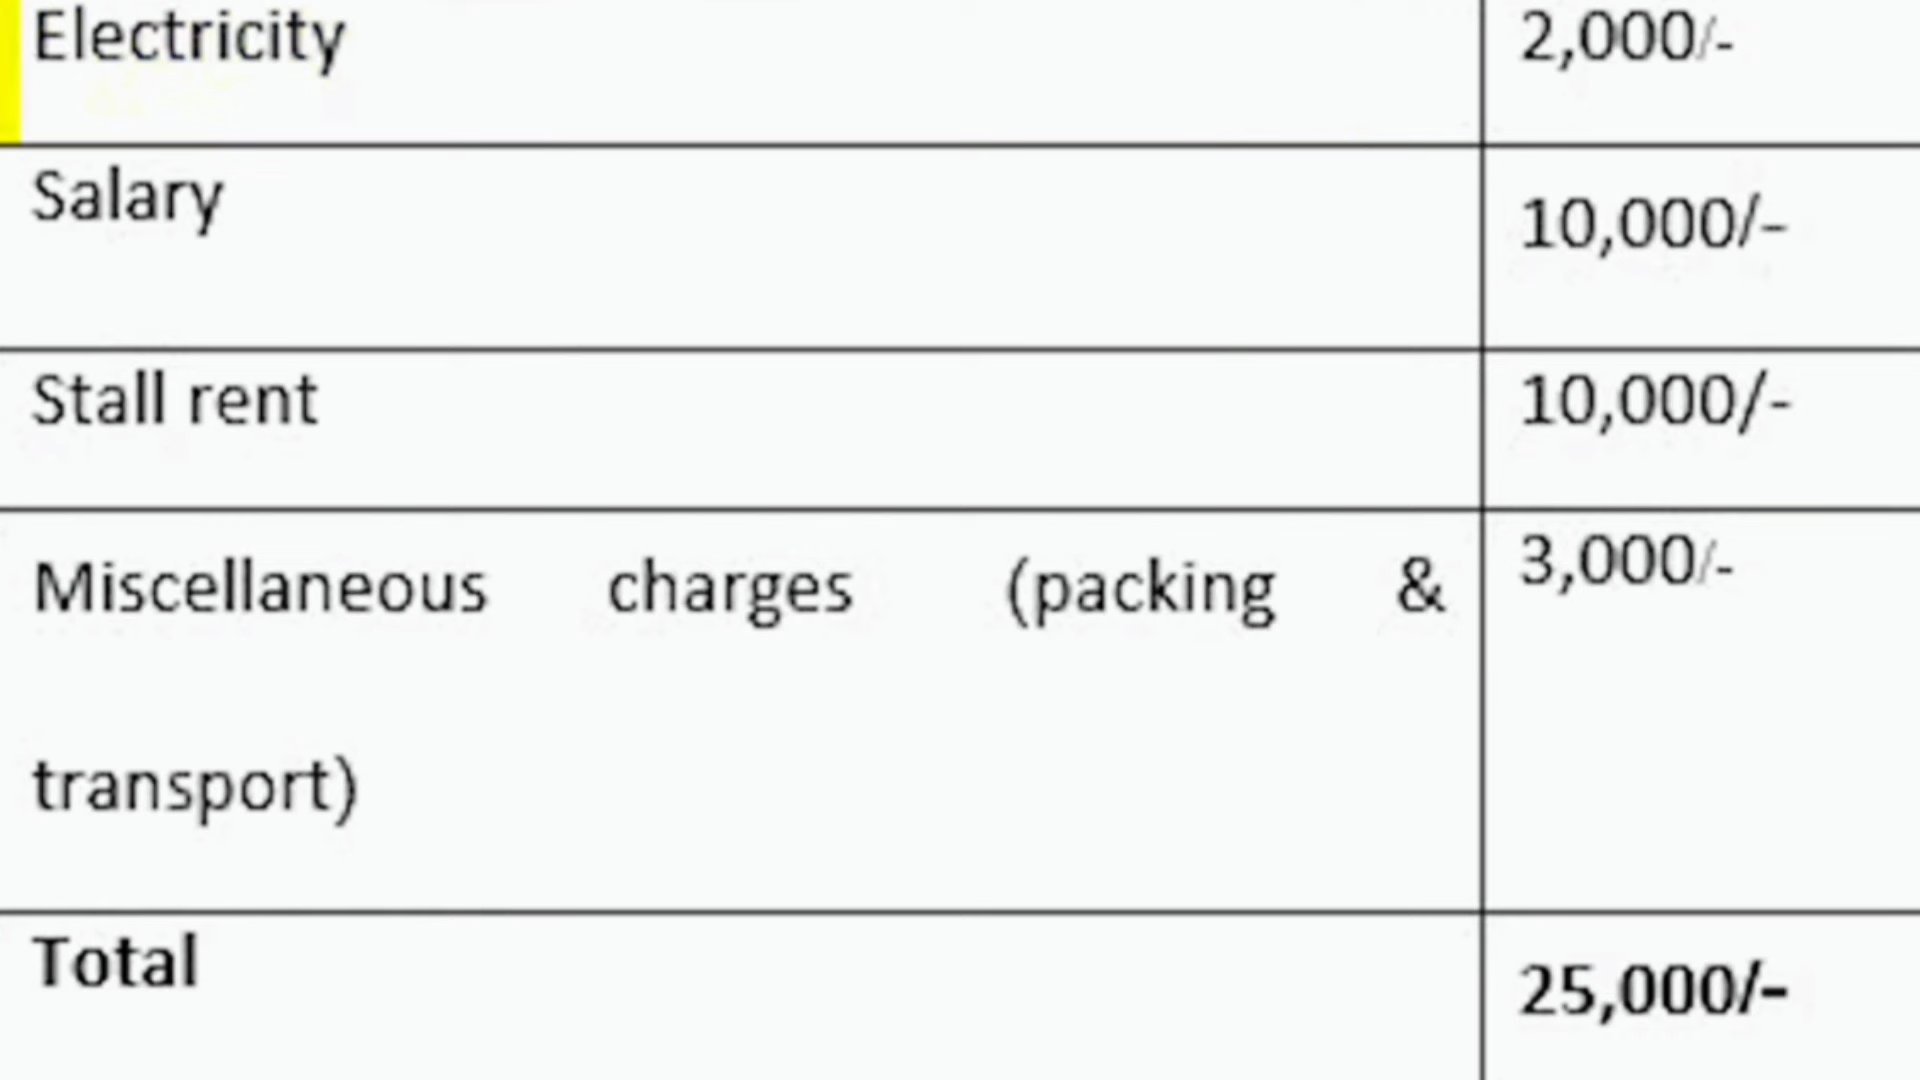 Electricity 2,000/-
Salary 10,000/-
Stall rent 10,000/-
Miscellaneous charges (packing & 3,000/-
transport)
Total 25,000/-